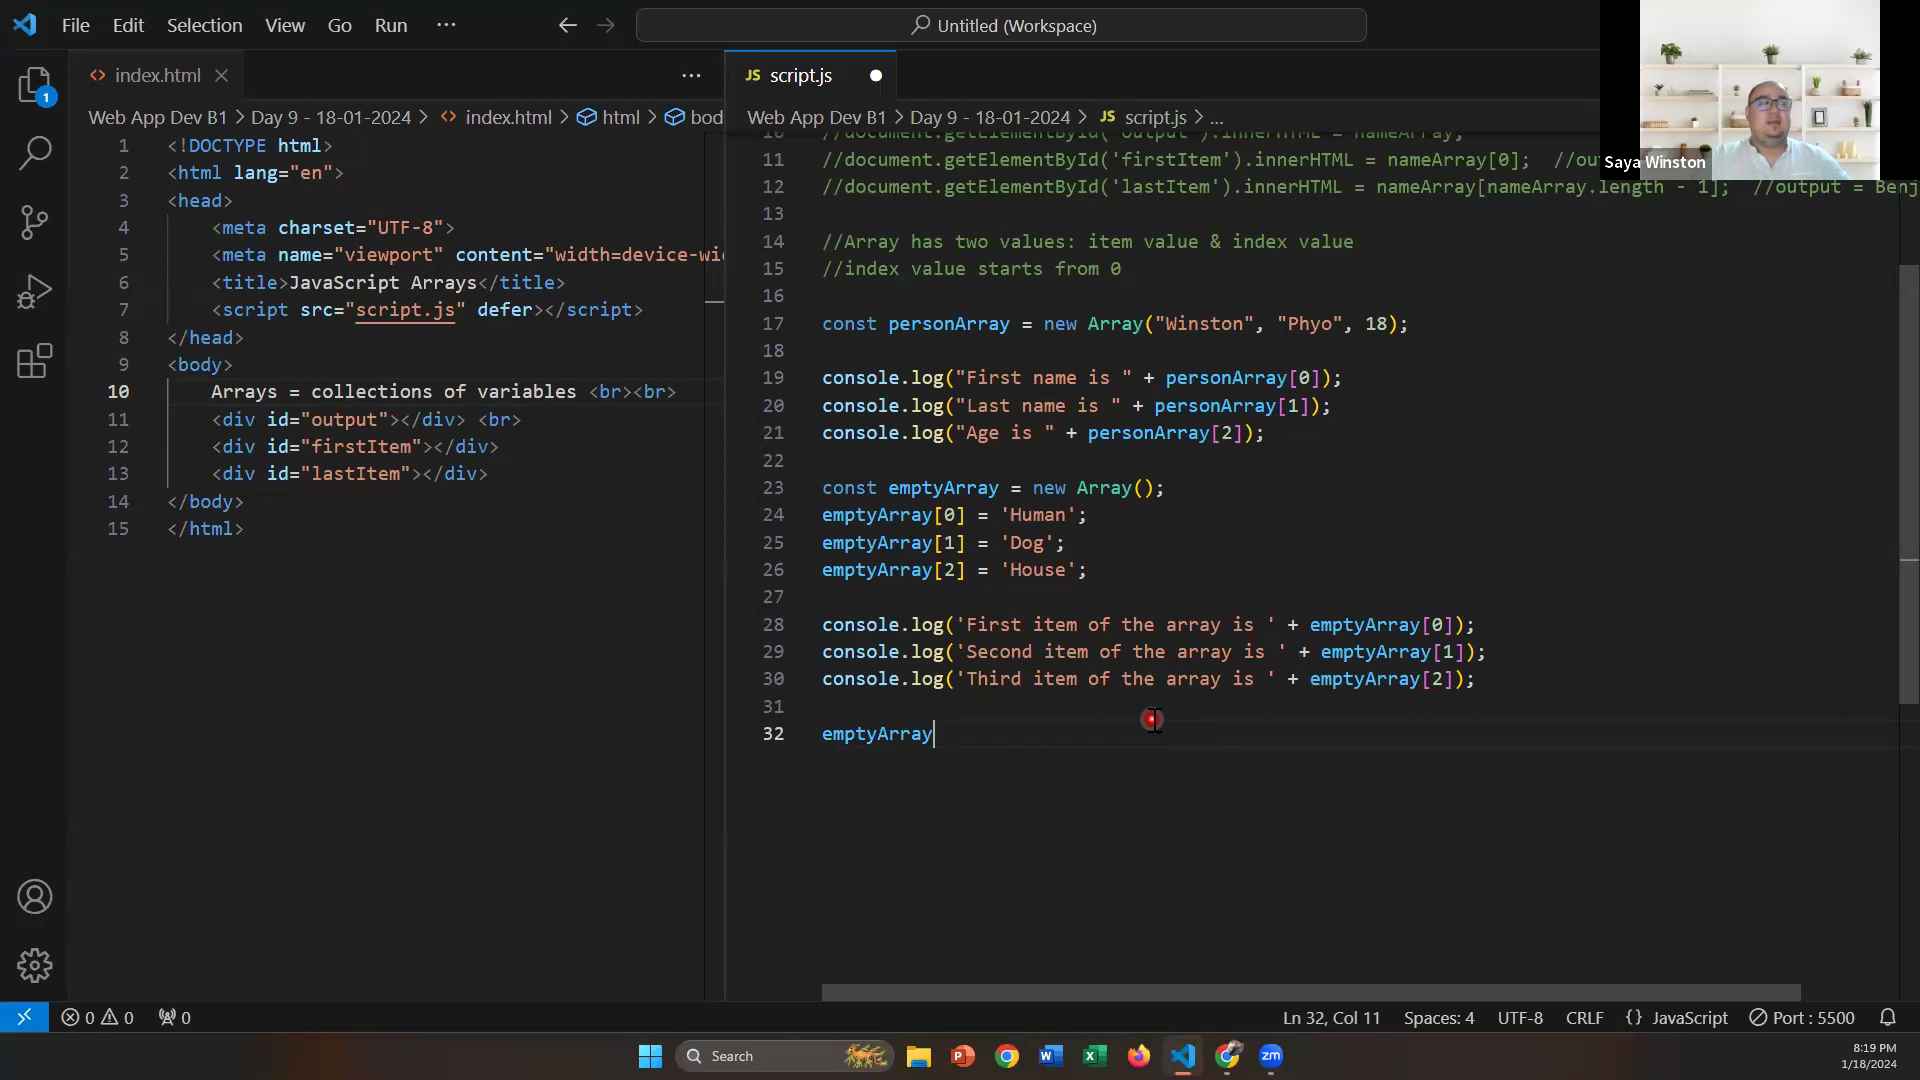 File Edit Selection View Go Run ···
Untitled (Workspace)
index.html
Web App Dev B1 > Day 9 - 18-01-2024 > index.html > html > bod
1 <!DOCTYPE html>
2 <html lang="en">
3 <head>
4 <meta charset="UTF-8">
5 <meta name="viewport" content="width=device-wi
6 <title>JavaScript Arrays</title>
7 <script src="script.js" defer></script>
8 </head>
9 <body>
10 Arrays = collections of variables <br><br>
11 <div id="output"></div> <br>
12 <div id="firstItem"></div>
13 <div id="lastItem"></div>
14 </body>
15 </html>
JS script.js
Web App Dev B1 > Day 9 - 18-01-2024 > JS script.js > ...
10 //document.getElementById('output').innerHTML = nameArray;
11 //document.getElementById('firstItem').innerHTML = nameArray[0]; //ou
12 //document.getElementById('lastItem').innerHTML = nameArray[nameArray.length - 1]; //output = Benj
13
14 //Array has two values: item value & index value
15 //index value starts from 0
16
17 const personArray = new Array("Winston", "Phyo", 18);
18
19 console.log("First name is " + personArray[0]);
20 console.log("Last name is " + personArray[1]);
21 console.log("Age is " + personArray[2]);
22
23 const emptyArray = new Array();
24 emptyArray[0] = 'Human';
25 emptyArray[1] = 'Dog';
26 emptyArray[2] = 'House';
27
28 console.log('First item of the array is ' + emptyArray[0]);
29 console.log('Second item of the array is ' + emptyArray[1]);
30 console.log('Third item of the array is ' + emptyArray[2]);
31
32 emptyArray
Saya Winston
1
0 0 0
Ln 32, Col 11 Spaces: 4 UTF-8 CRLF {} JavaScript Port : 5500
Search
P W X zm
8:19 PM
1/18/2024